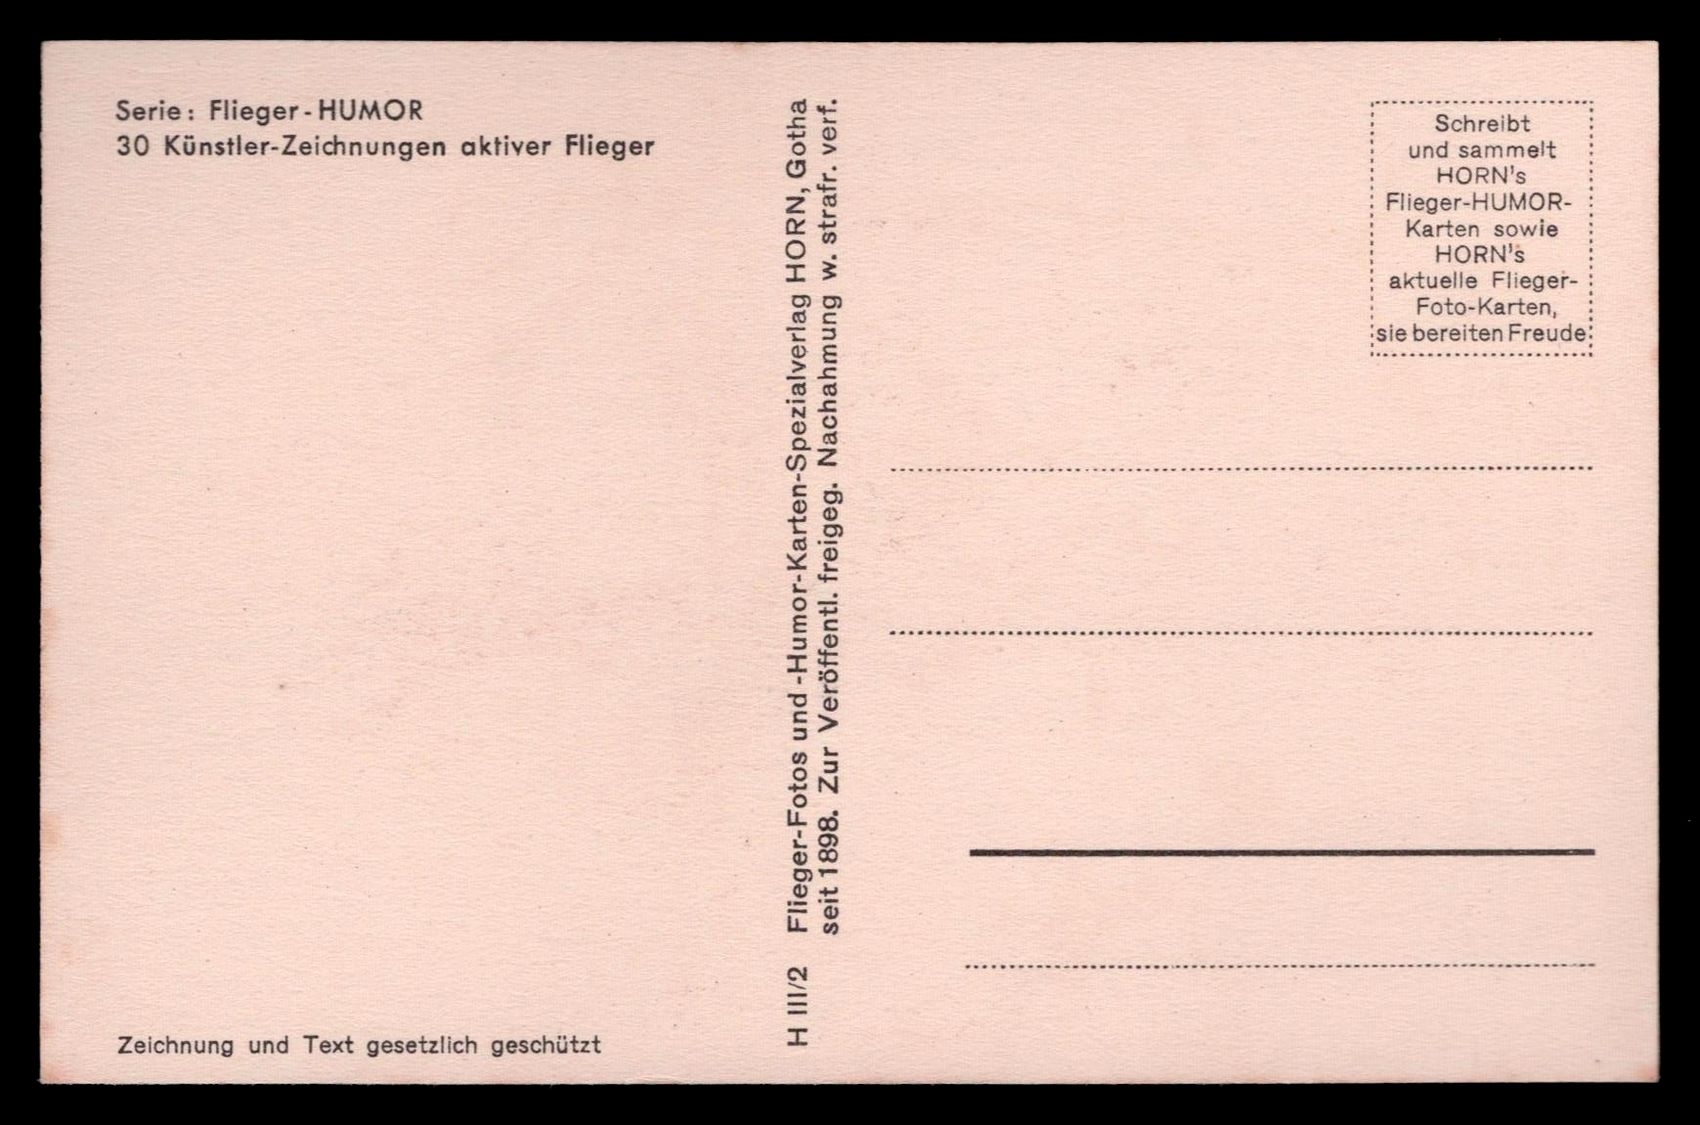 Serie: Flieger-HUMOR
30 Künstler-Zeichnungen aktiver Flieger
Zeichnung und Text gesetzlich geschützt
H III/2 Flieger-Fotos und -Humor-Karten-Spezialverlag HORN, Gotha
seit 1898. Zur Veröffentl. freigeg. Nachahmung w. strafr. verf.
Schreibt
und sammelt
HORN's
Flieger-HUMOR-
Karten sowie
HORN's
aktuelle Flieger-
Foto-Karten,
sie bereiten Freude